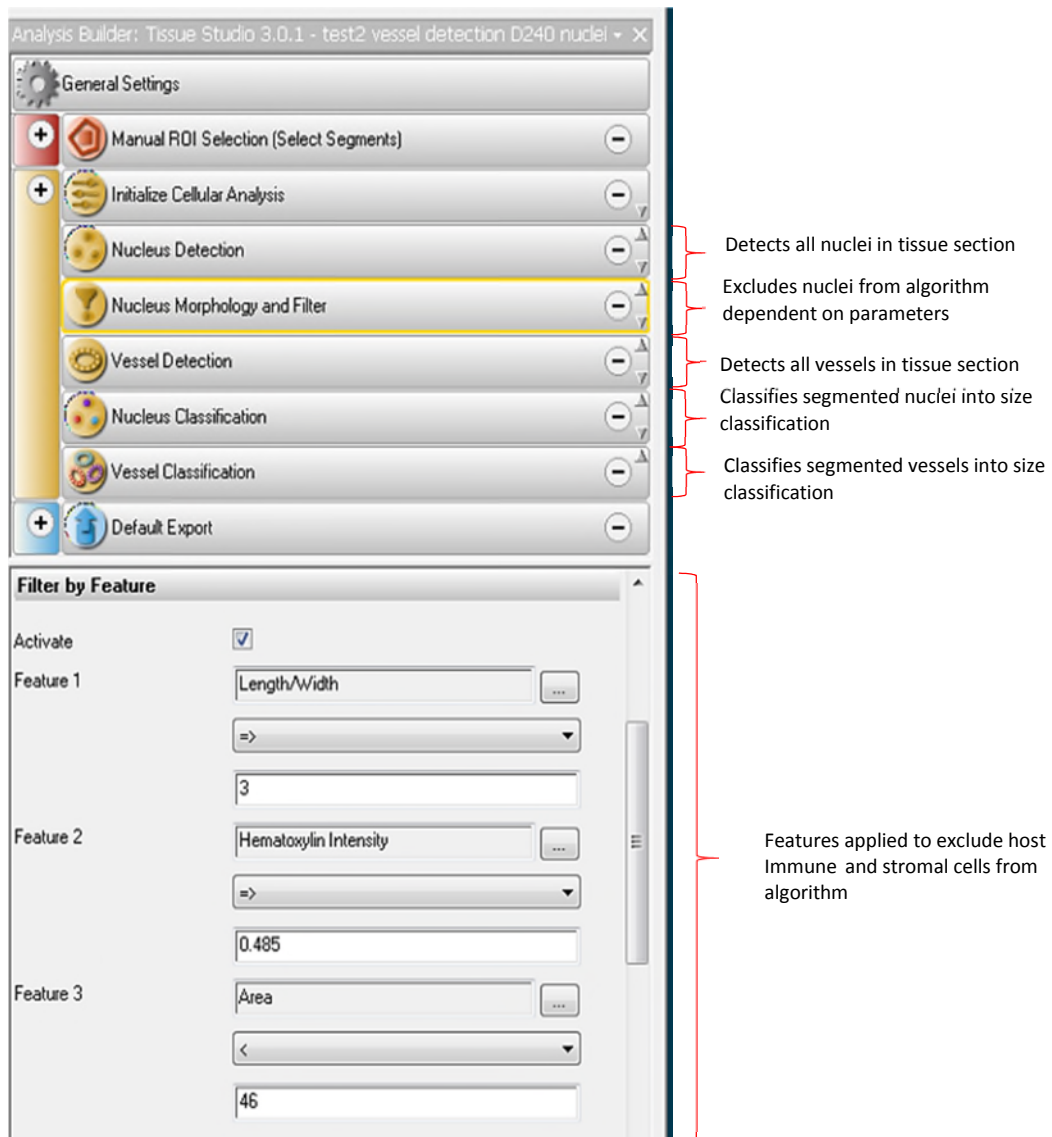 Analysis Builder: Tissue Studio 3.0.1 - test2 vessel detection D240 nuclei
General Settings
Manual ROI Selection (Select Segments)
Initialize Cellular Analysis
Nucleus Detection
Nucleus Morphology and Filter
Vessel Detection
Nucleus Classification
Vessel Classification
Default Export
Detects all nuclei in tissue section
Excludes nuclei from algorithm
dependent on parameters
Detects all vessels in tissue section
Classifies segmented nuclei into size
classification
Classifies segmented vessels into size
classification
Filter by Feature
Activate
Feature 1
Length/Width
...
=>
3
Feature 2
Hematoxylin Intensity
...
=>
0.485
Feature 3
Area
...
<
46
Features applied to exclude host
Immune and stromal cells from
algorithm